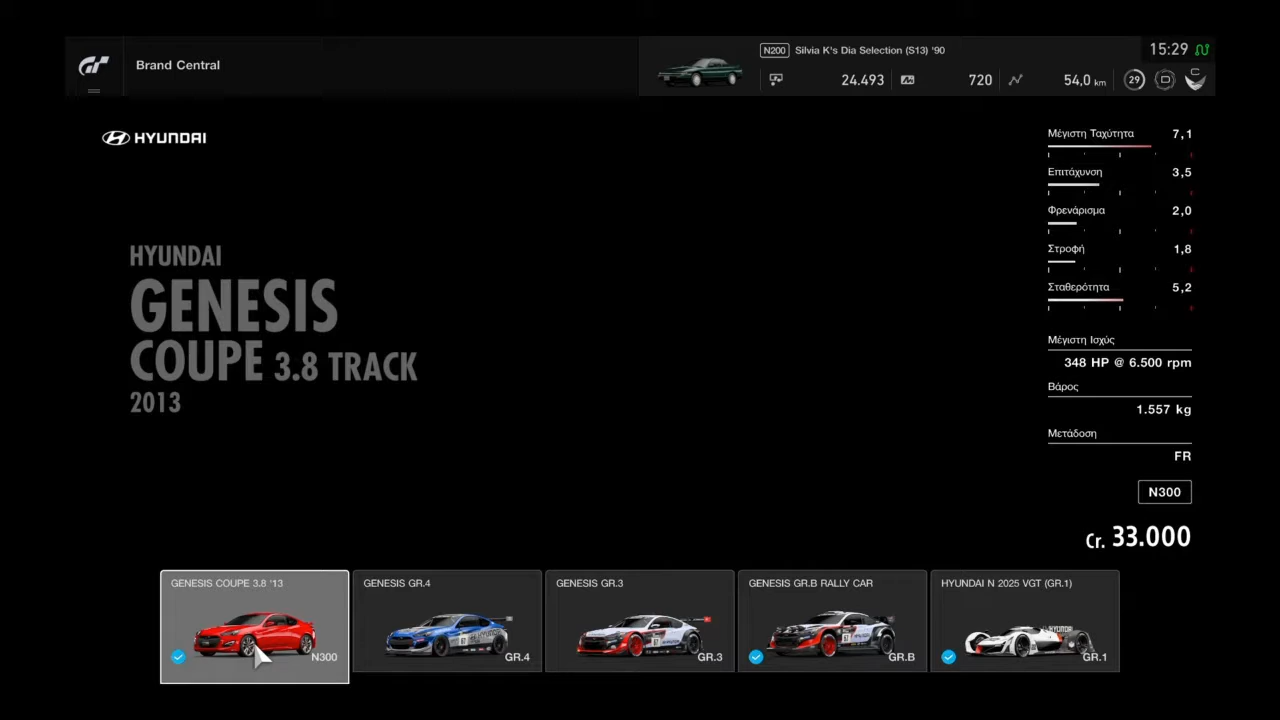 Brand Central
N200 Silvia K's Dia Selection (S13) '90
24.493
720
54,0 km
29
15:29
HYUNDAI
HYUNDAI
GENESIS
COUPE 3.8 TRACK
2013
Μέγιστη Ταχύτητα 7,1
Επιτάχυνση 3,5
Φρενάρισμα 2,0
Στροφή 1,8
Σταθερότητα 5,2
Μέγιστη Ισχύς
348 HP @ 6.500 rpm
Βάρος
1.557 kg
Μετάδοση
FR
N300
Cr. 33.000
GENESIS COUPE 3.8 '13
N300
GENESIS GR.4
GR.4
GENESIS GR.3
GR.3
GENESIS GR.B RALLY CAR
GR.B
HYUNDAI N 2025 VGT (GR.1)
GR.1